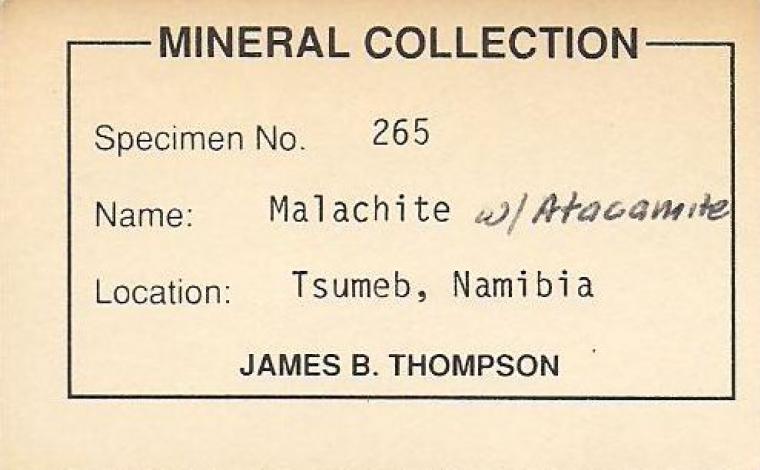 MINERAL COLLECTION
Specimen No. 265
Name: Malachite w/ Atacamite
Location: Tsumeb, Namibia
JAMES B. THOMPSON